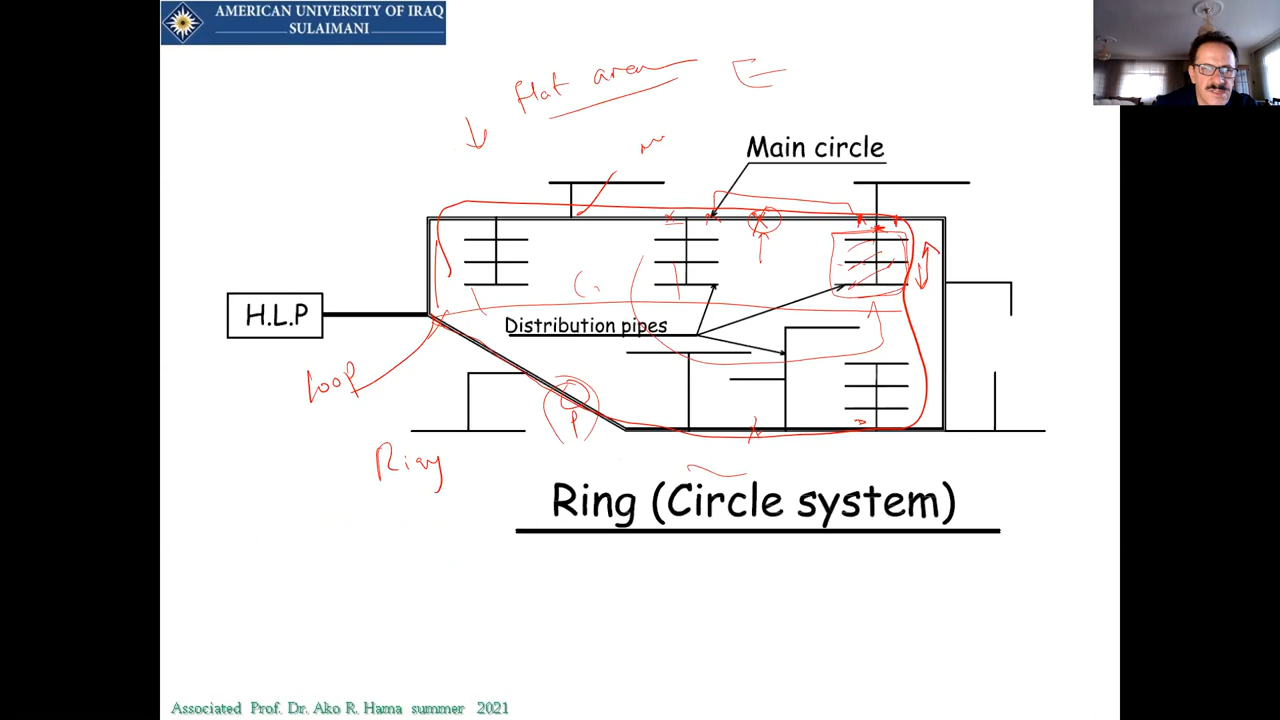 AMERICAN UNIVERSITY OF IRAQ
SULAIMANI
flat area
Main circle
H.L.P
Distribution pipes
loop
P
Ring
Ring (Circle system)
Associated Prof. Dr. Ako R. Hama summer 2021